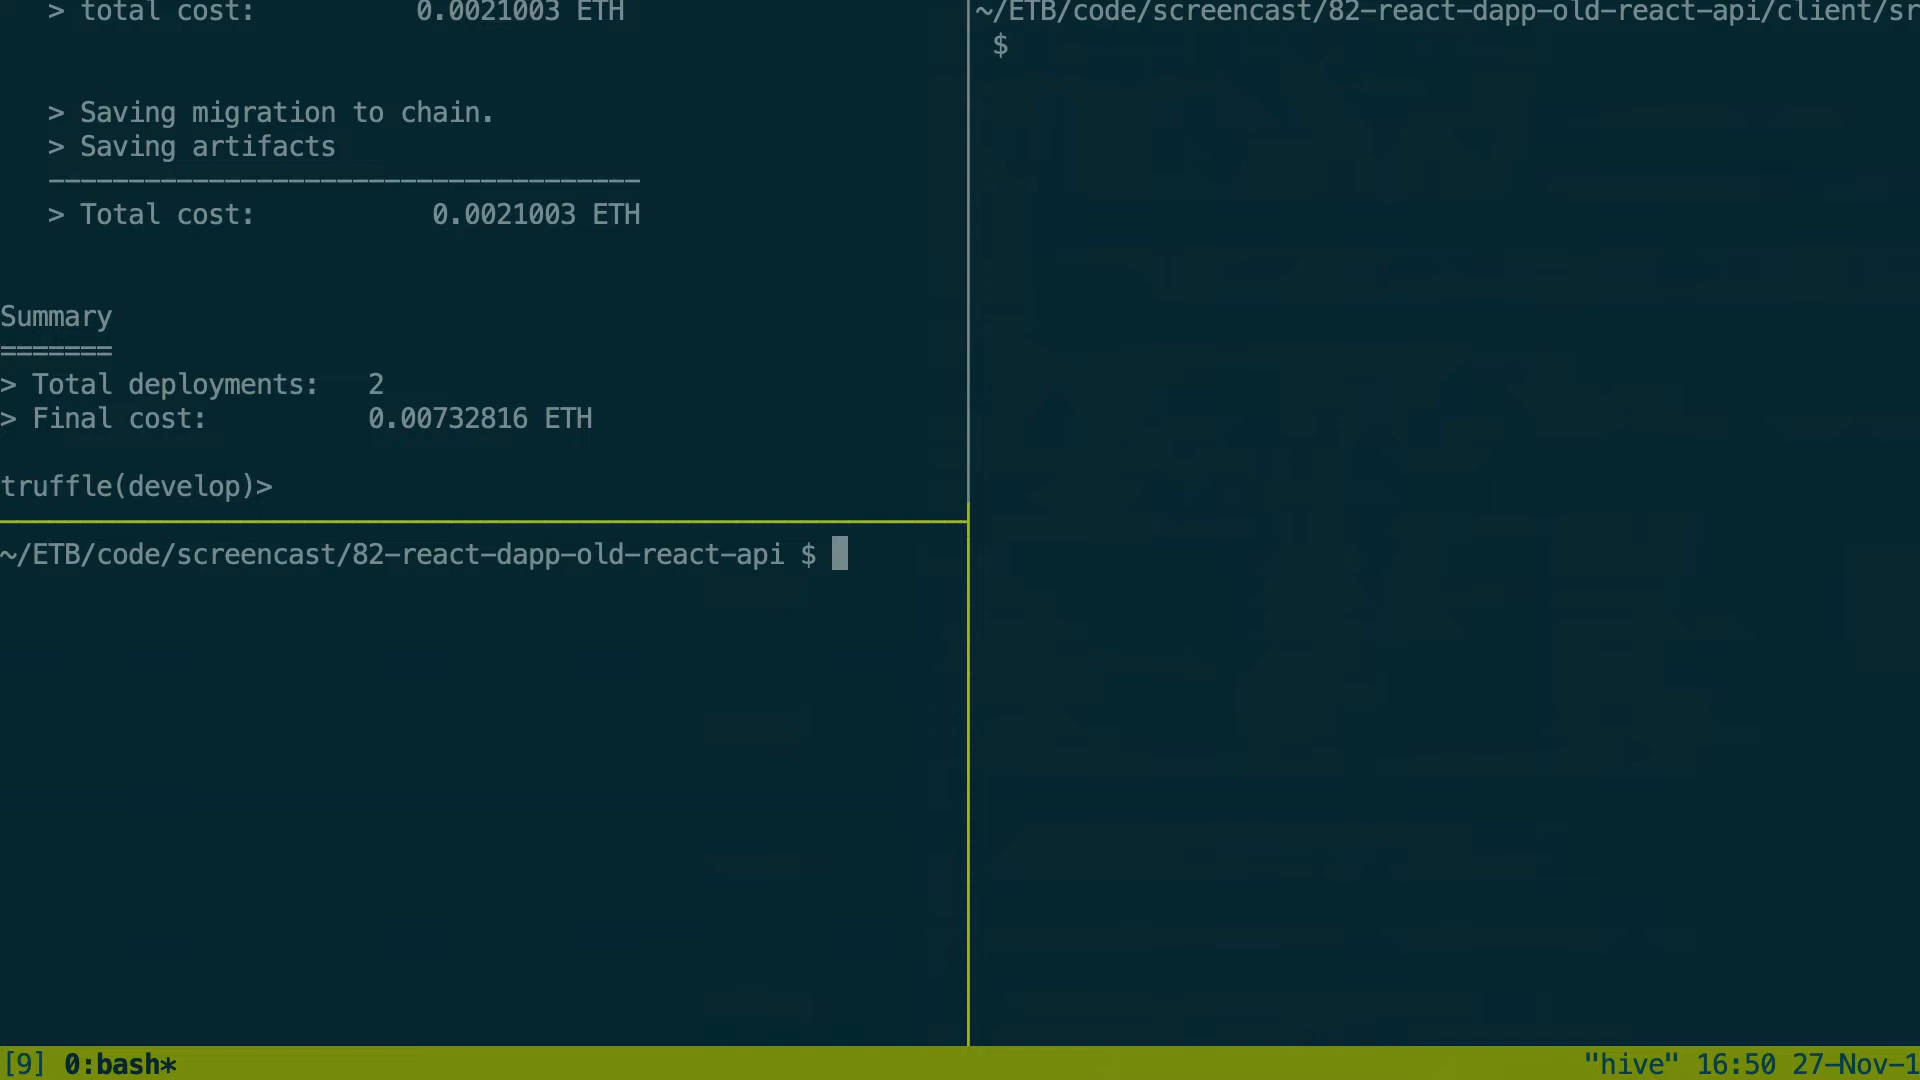 > total cost: 0.0021003 ETH
> Saving migration to chain.
> Saving artifacts
-------------------------------------
> Total cost: 0.0021003 ETH
Summary
=======
> Total deployments: 2
> Final cost: 0.00732816 ETH
truffle(develop)>
~/ETB/code/screencast/82-react-dapp-old-react-api $
~/ETB/code/screencast/82-react-dapp-old-react-api/client/sr
$
[9] 0:bash* "hive" 16:50 27-Nov-1